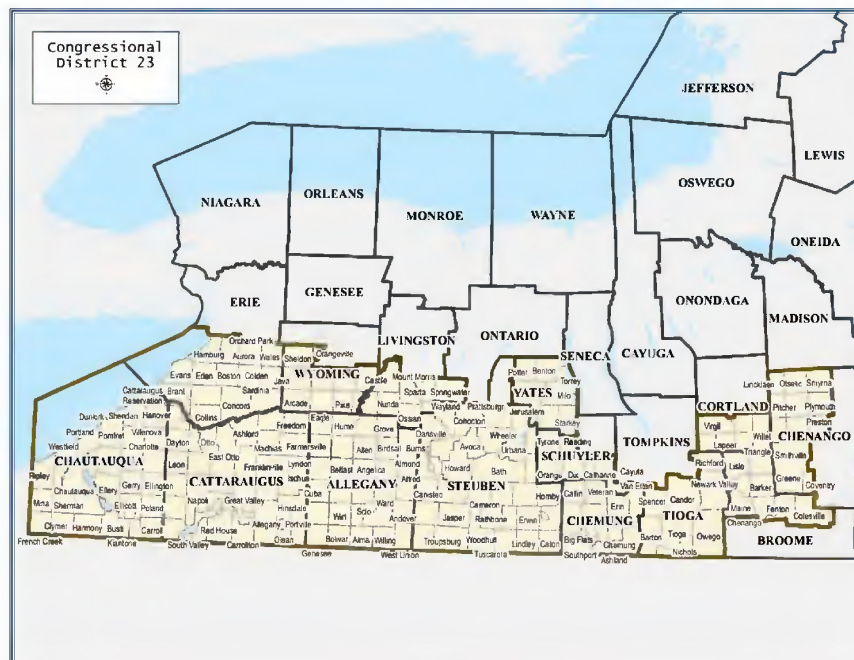 Congressional
District 23
JEFFERSON
LEWIS
OSWEGO
NIAGARA
ORLEANS
MONROE
WAYNE
ONEIDA
ERIE
GENESEE
ONONDAGA
MADISON
LIVINGSTON
ONTARIO
SENECA
CAYUGA
Orchard Park
Hamburg Aurora Wales Sheldon Orangeville
WYOMING
Evans Eden Boston Colden Java Castile Mount Morris
Potter Benton
Torrey
YATES
Milo
Cattaraugus Brant Sardinia
Reservation
Collins Concord Arcade Pike Nunda
Sparta Springwater
Wayland Prattsburgh Jerusalem
Starkey
Lincklaen Otselic Smyrna
CORTLAND
Pitcher Plymouth
Preston
Virgil
Willet
CHENANGO
Dunkirk Sheridan Hanover
Portland Pomfret Villenova
Westfield Charlotte
CHAUTAUQUA
Ripley
Dayton Otto Ashford Freedom Eagle Hume Grove Ossian
Dansville Cohocton
East Otto Machias Farmersville Allen Birdsall Burns
Avoca Wheeler Urbana
Tyrone Reading
SCHUYLER
TOMPKINS
Lapeer
Richford Lisle Triangle Smithville
Leon Franklinville Lyndon
CATTARAUGUS
Ischua
Belfast Angelica Almond
ALLEGANY
Alfred
Howard Bath
STEUBEN
Orange Dix Catharine
Cayuta
Van Etten
Newark Valley
Barker Greene
Coventry
Chautauqua Ellery Gerry Ellington
Mina Sherman
Ellicott Poland
Napoli Great Valley Hinsdale
Cuba Ward
Wirt Scio Andover
Canisteo Cameron
Jasper Rathbone Erwin
Hornby Catlin Veteran Erin
CHEMUNG
Spencer Candor
TIOGA
Maine Fenton
Chenango Colesville
Clymer Harmony Busti Carroll
French Creek Kiantone
Red House Allegany Portville
South Valley Carrollton Olean
Bolivar Alma Willing
Genesee West Union
Troupsburg Woodhull Lindley Caton
Tuscarora
Big Flats Chemung
Southport Ashland
Barton Tioga Owego
Nichols
BROOME